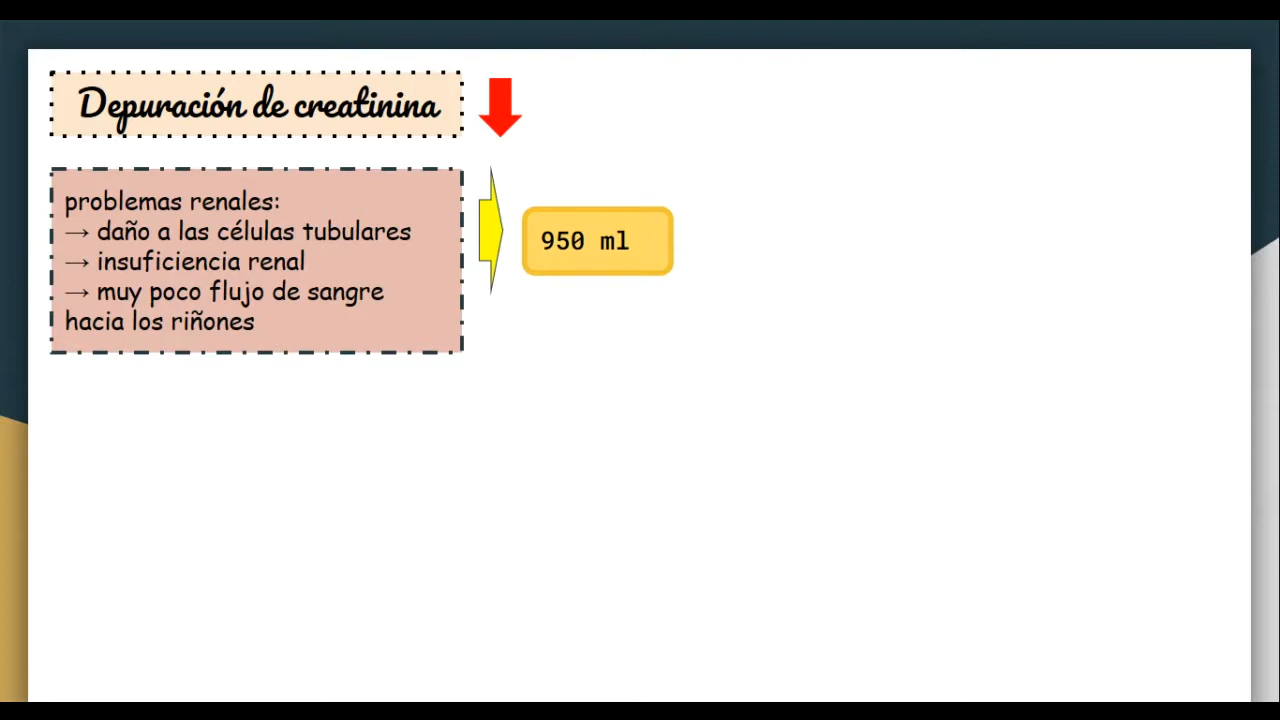 Depuración de creatinina
problemas renales:
→ daño a las células tubulares
→ insuficiencia renal
→ muy poco flujo de sangre
hacia los riñones
950 ml